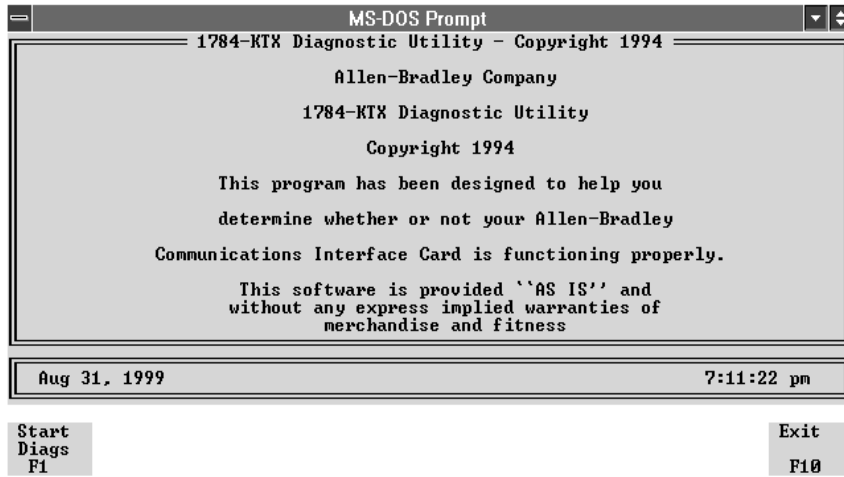 MS-DOS Prompt
1784-KTX Diagnostic Utility - Copyright 1994
Allen-Bradley Company
1784-KTX Diagnostic Utility
Copyright 1994
This program has been designed to help you
determine whether or not your Allen-Bradley
Communications Interface Card is functioning properly.
This software is provided ``AS IS'' and
without any express implied warranties of
merchandise and fitness
Aug 31, 1999 7:11:22 pm
Start Exit
Diags
F1 F10